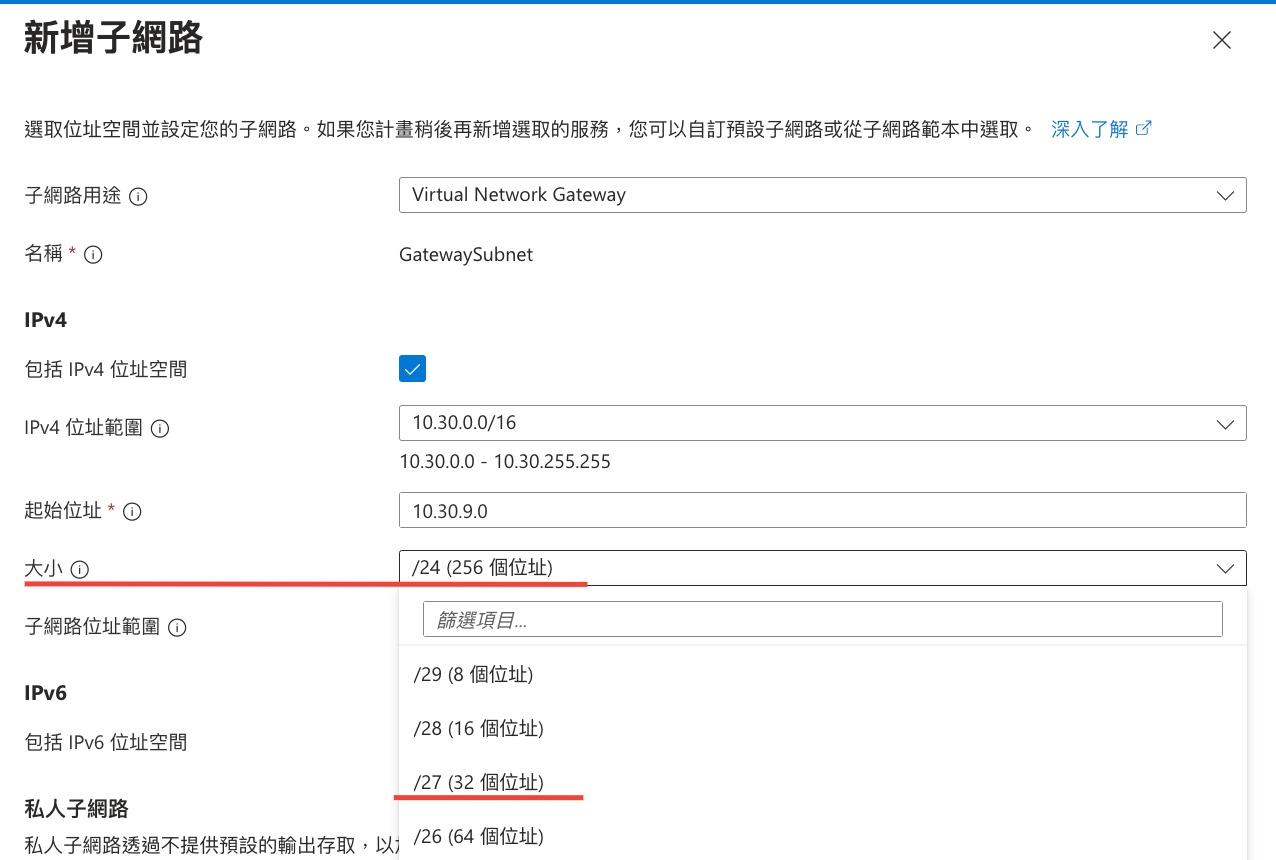 新增子網路
選取位址空間並設定您的子網路。如果您計畫稍後再新增選取的服務，您可以自訂預設子網路或從子網路範本中選取。 深入了解
子網路用途 Virtual Network Gateway
名稱 * GatewaySubnet
IPv4
包括 IPv4 位址空間
IPv4 位址範圍 10.30.0.0/16
10.30.0.0 - 10.30.255.255
起始位址 * 10.30.9.0
大小 /24 (256 個位址)
篩選項目...
子網路位址範圍
/29 (8 個位址)
IPv6
/28 (16 個位址)
包括 IPv6 位址空間
/27 (32 個位址)
私人子網路
/26 (64 個位址)
私人子網路透過不提供預設的輸出存取，以